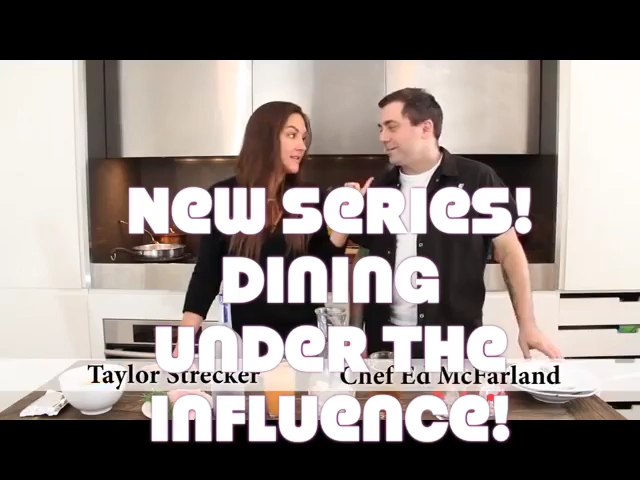 NEW SERIES!
DINING
UNDER THE
Taylor Strecker
Chef Ed McFarland
INFLUENCE!